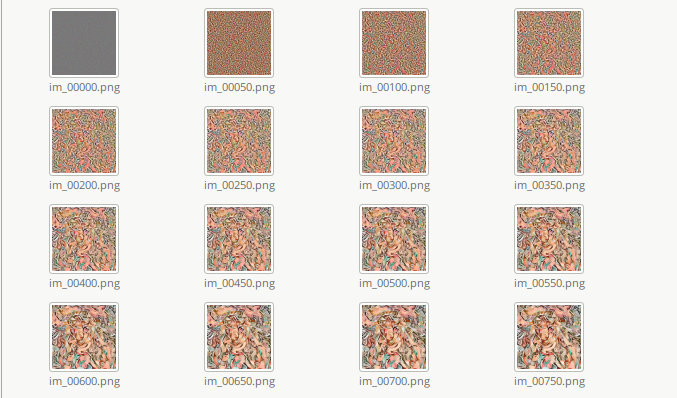 im_00000.png im_00050.png im_00100.png im_00150.png
im_00200.png im_00250.png im_00300.png im_00350.png
im_00400.png im_00450.png im_00500.png im_00550.png
im_00600.png im_00650.png im_00700.png im_00750.png